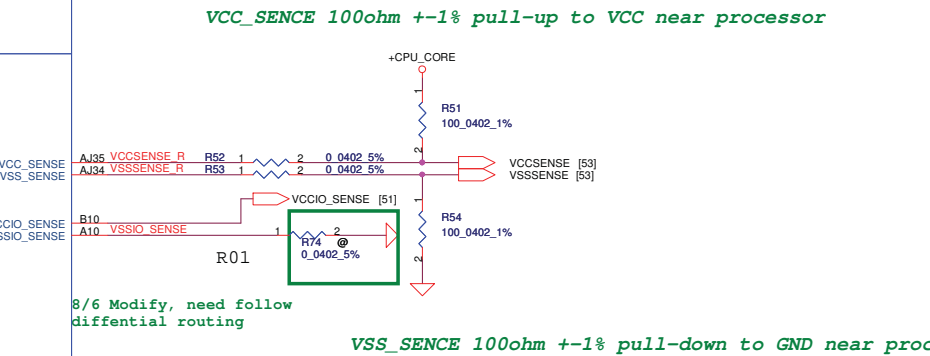 VCC_SENCE 100ohm +-1% pull-up to VCC near processor
+CPU_CORE
1
R51
100_0402_1%
2
VCC_SENSE AJ35 VCCSENSE_R R52 1 2 0_0402_5% VCCSENSE [53]
VSS_SENSE AJ34 VSSSENSE_R R53 1 2 0_0402_5% VSSSENSE [53]
VCCIO_SENSE [51]
1
CCIO_SENSE B10
R54
SSIO_SENSE A10 VSSIO_SENSE 1 2 100_0402_1%
R74 @
0_0402_5%
R01
2
8/6 Modify, need follow
diffential routing
VSS_SENCE 100ohm +-1% pull-down to GND near proc